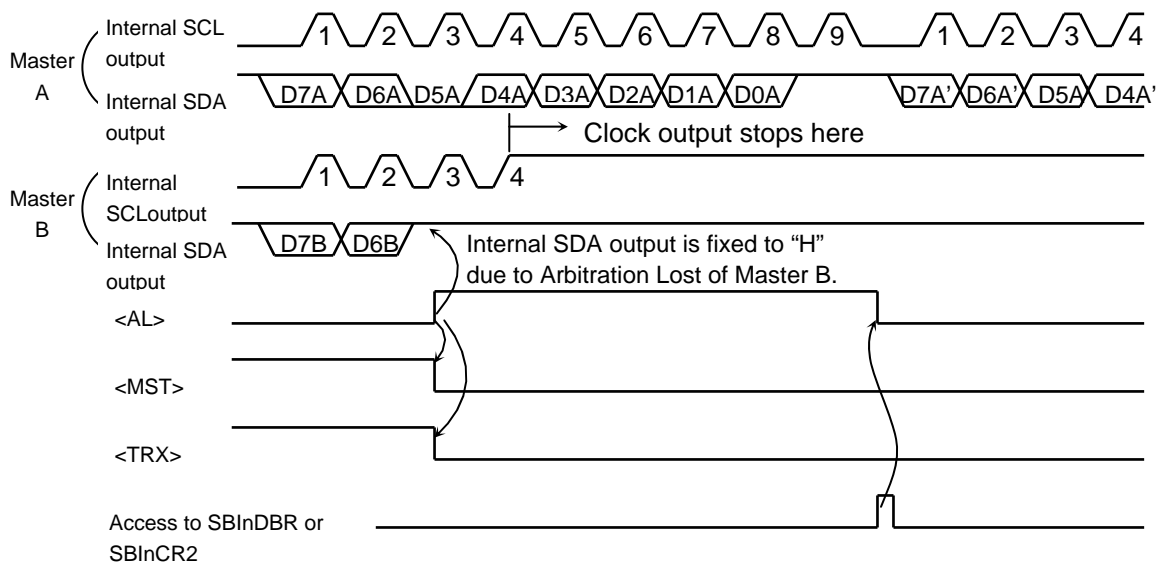 Master
A
Internal SCL
output
1 2 3 4 5 6 7 8 9 1 2 3 4
Internal SDA
output
D7A D6A D5A D4A D3A D2A D1A D0A D7A' D6A' D5A D4A'
Clock output stops here
Master
B
Internal
SCLoutput
1 2 3 4
Internal SDA
output
D7B D6B
Internal SDA output is fixed to “H”
due to Arbitration Lost of Master B.
<AL>
<MST>
<TRX>
Access to SBInDBR or
SBInCR2